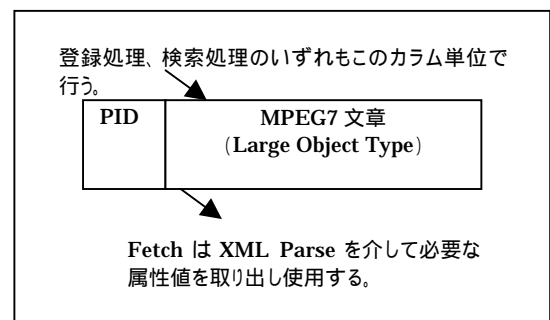 登録処理、検索処理のいずれもこのカラム単位で
行う。
PID
MPEG7 文章
(Large Object Type)
Fetch は XML Parse を介して必要な
属性値を取り出し使用する。